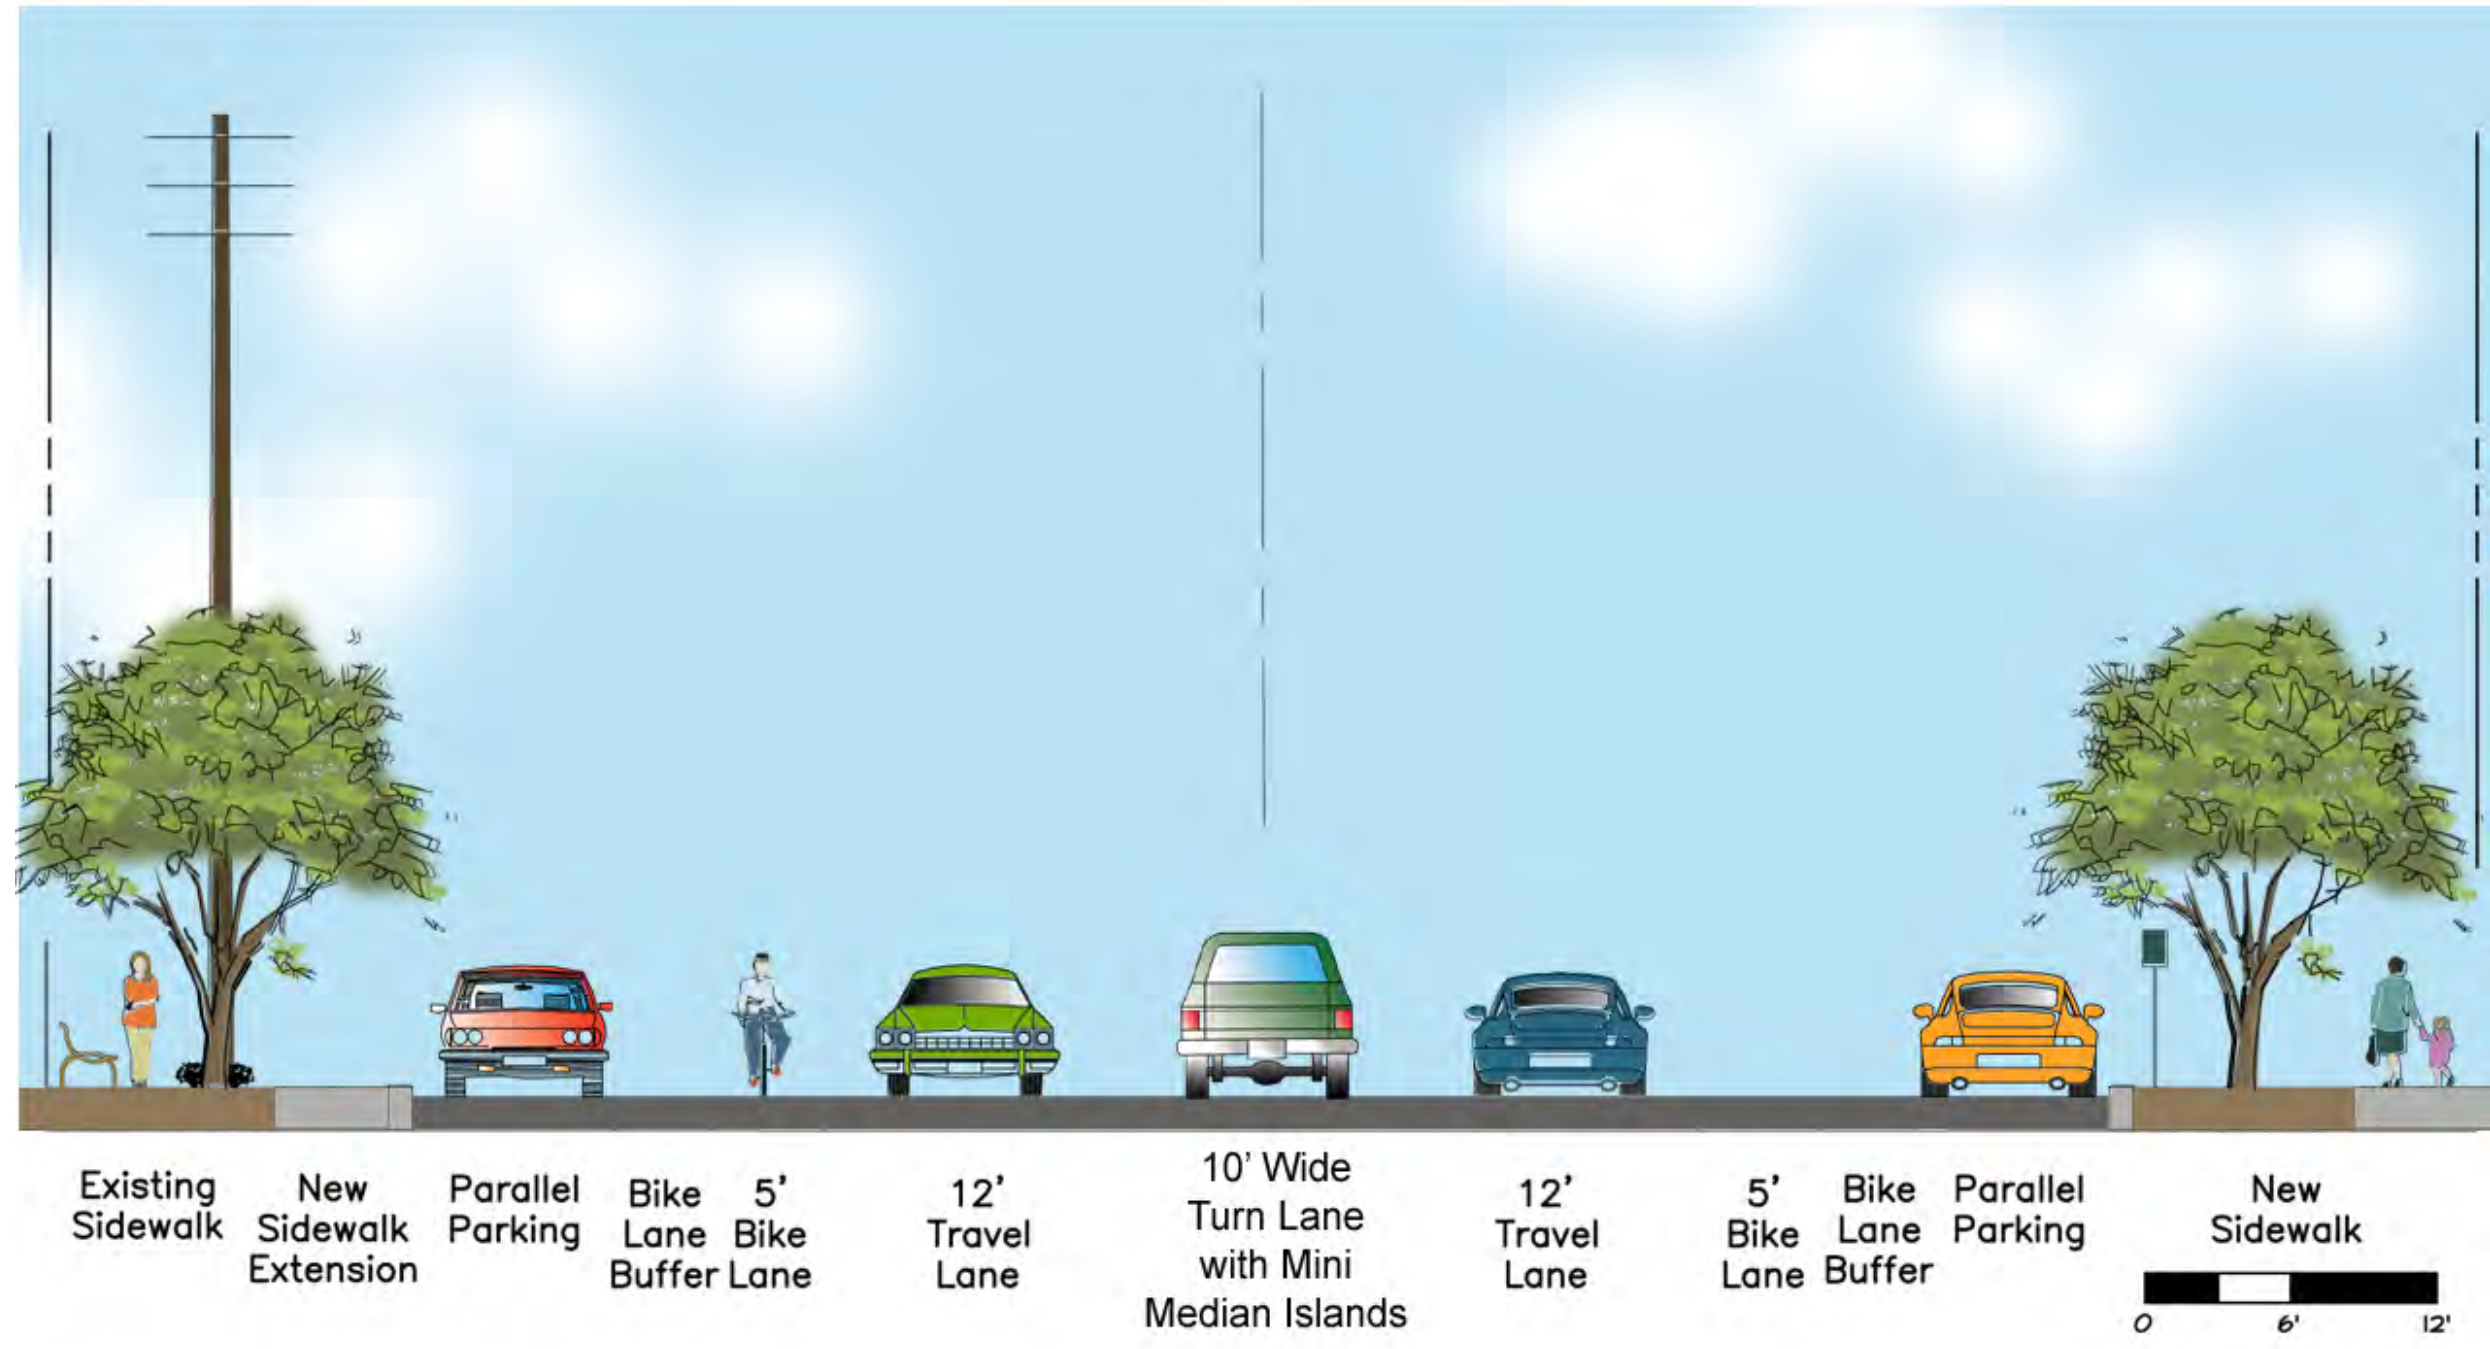 Existing
Sidewalk
New
Sidewalk
Extension
Parallel
Parking
Bike
Lane
Buffer
5’
Bike
Lane
12’
Travel
Lane
10’ Wide
Turn Lane
with Mini
Median Islands
12’
Travel
Lane
5’
Bike
Lane
Bike
Lane
Buffer
Parallel
Parking
New
Sidewalk
0 6' 12'